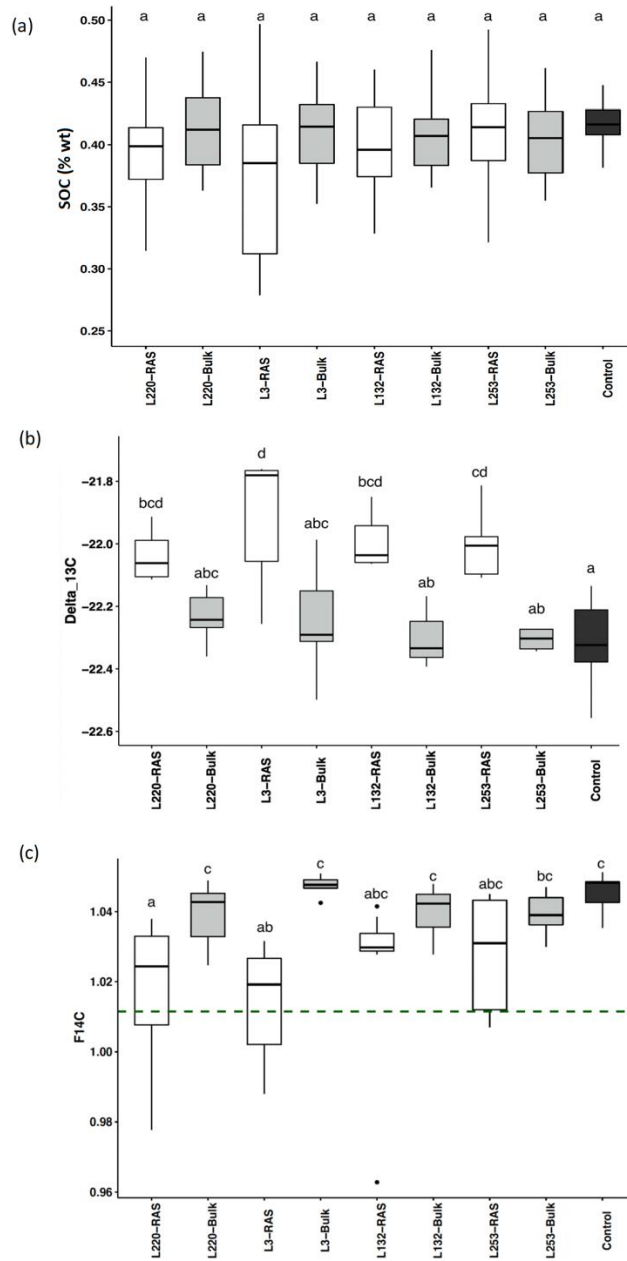 (a)
a a a a a a a a a
SOC (% wt)
0.50
0.45
0.40
0.35
0.30
0.25
L220-RAS
L220-Bulk
L3-RAS
L3-Bulk
L132-RAS
L132-Bulk
L253-RAS
L253-Bulk
Control
(b)
Delta_13C
-21.8
-22.0
-22.2
-22.4
-22.6
bcd
abc
d
abc
bcd
ab
cd
ab
a
L220-RAS
L220-Bulk
L3-RAS
L3-Bulk
L132-RAS
L132-Bulk
L253-RAS
L253-Bulk
Control
(c)
F14C
1.04
1.02
1.00
0.98
0.96
a
c
ab
c
abc
c
abc
bc
c
L220-RAS
L220-Bulk
L3-RAS
L3-Bulk
L132-RAS
L132-Bulk
L253-RAS
L253-Bulk
Control